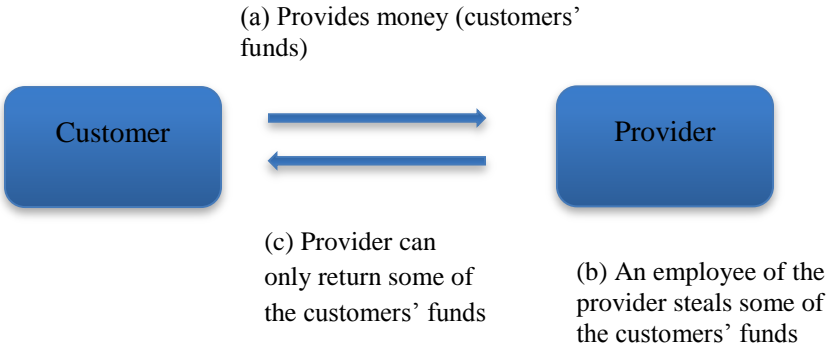 (a) Provides money (customers’
funds)
Customer
Provider
(c) Provider can
only return some of
the customers’ funds
(b) An employee of the
provider steals some of
the customers’ funds